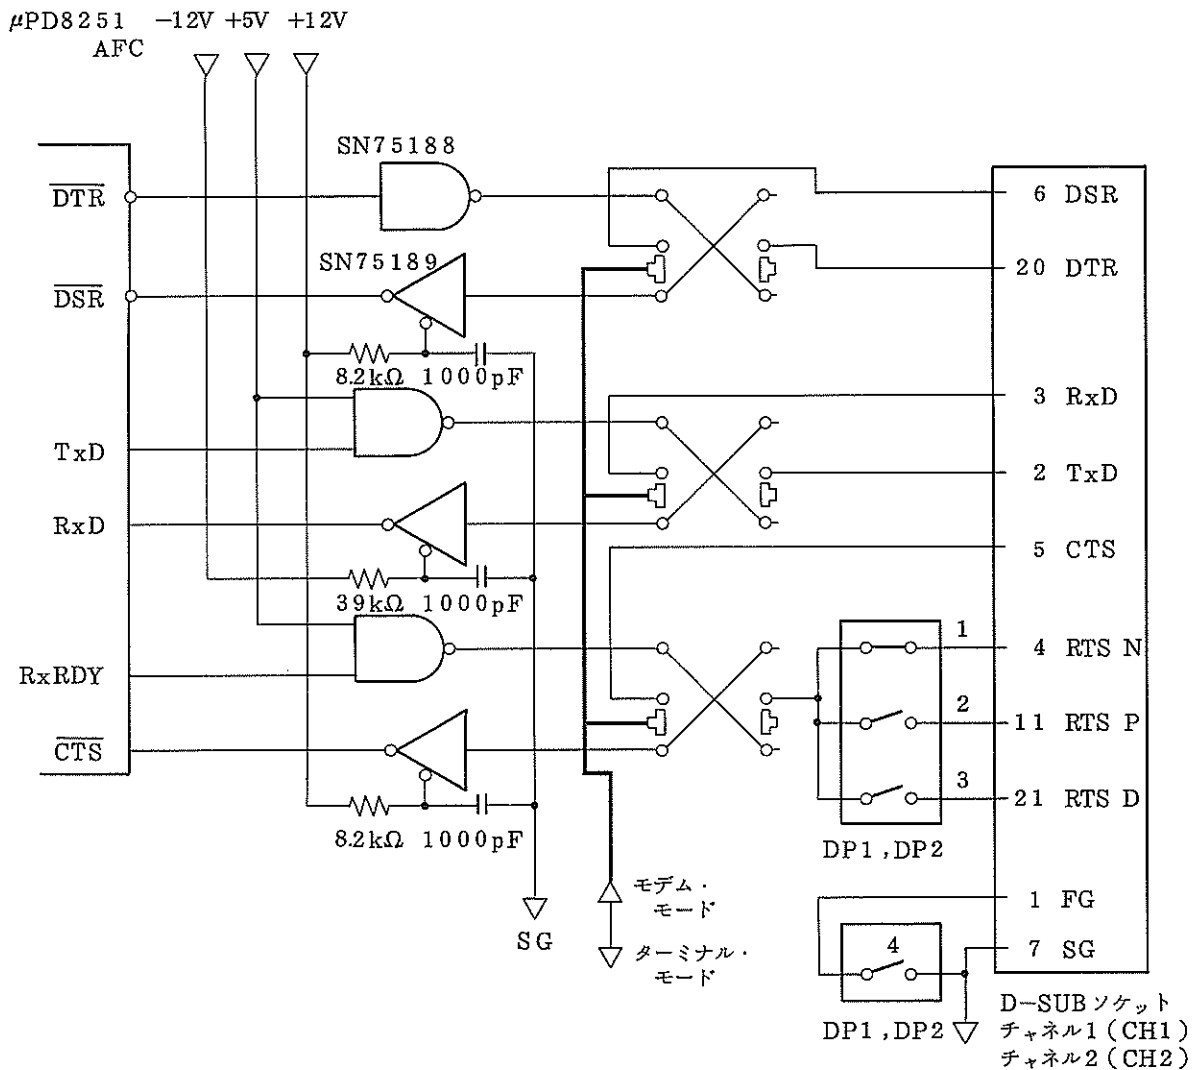 μPD8251 -12V +5V +12V
AFC
SN75188
DTR
6 DSR
SN75189
20 DTR
DSR
8.2kΩ 1000pF
3 RxD
TxD
2 TxD
RxD
5 CTS
39kΩ 1000pF
1
4 RTS N
RxRDY
2
11 RTS P
CTS
3
21 RTS D
8.2kΩ 1000pF
DP1,DP2
モデム・
モード
1 FG
SG
4
7 SG
ターミナル・
モード
DP1,DP2
D-SUBソケット
チャネル1(CH1)
チャネル2(CH2)